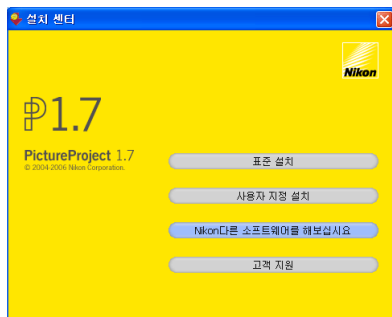 설치 센터
Nikon
P1.7
PictureProject 1.7
© 2004-2006 Nikon Corporation.
표준 설치
사용자 지정 설치
Nikon다른 소프트웨어를 해보십시요
고객 지원